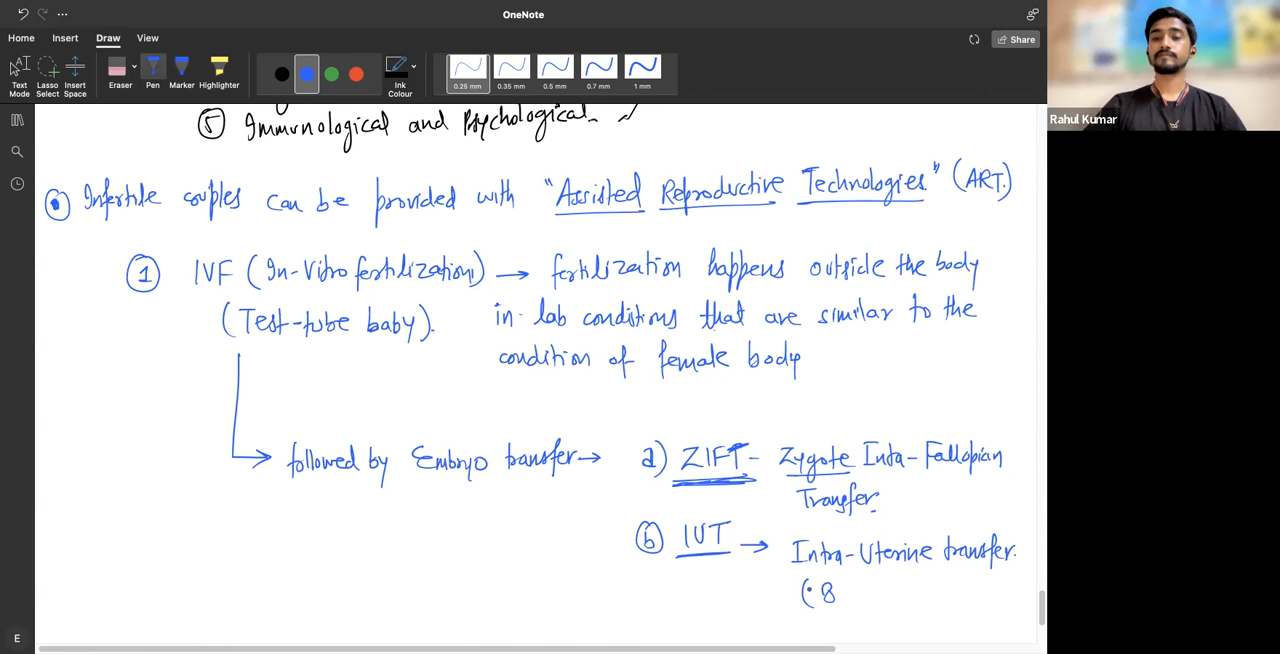 OneNote
Home Insert Draw View
Share
Text Mode
Lasso Select
Insert Space
Eraser
Pen
Marker
Highlighter
Ink Colour
0.25 mm
0.35 mm
0.5 mm
0.7 mm
1 mm
Rahul Kumar
5 Immunological and Psychological.
Infertile couples can be provided with "Assisted Reproductive Technologies" (ART.)
1 IVF (In-Vitro fertilization) → fertilization happens outside the body
(Test-tube baby). in lab conditions that are similar to the
condition of female body
followed by Embryo transfer → a) ZIFT - Zygote Inta-Fallopian
Transfer.
b IUT → Intra-Uterine transfer.
( 8
E